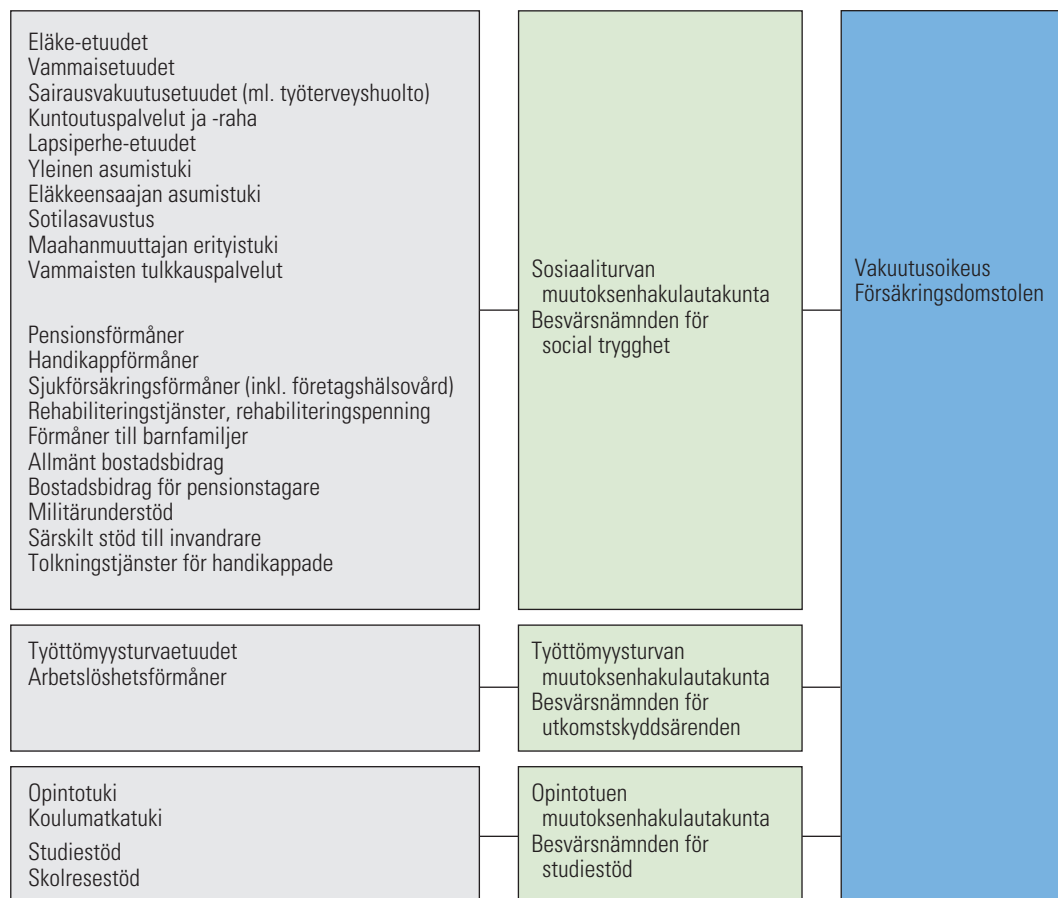 Eläke-etuudet
Vammaisetuudet
Sairausvakuutusetuudet (ml. työterveyshuolto)
Kuntoutuspalvelut ja -raha
Lapsiperhe-etuudet
Yleinen asumistuki
Eläkkeensaajan asumistuki
Sotilasavustus
Maahanmuuttajan erityistuki
Vammaisten tulkkauspalvelut
Pensionsförmåner
Handikappförmåner
Sjukförsäkringsförmåner (inkl. företagshälsovård)
Rehabiliteringstjänster, rehabiliteringspenning
Förmåner till barnfamiljer
Allmänt bostadsbidrag
Bostadsbidrag för pensionstagare
Militärunderstöd
Särskilt stöd till invandrare
Tolkningstjänster för handikappade
Sosiaaliturvan
muutoksenhakulautakunta
Besvärsnämnden för
social trygghet
Vakuutusoikeus
Försäkringsdomstolen
Työttömyysturvaetuudet
Arbetslöshetsförmåner
Työttömyysturvan
muutoksenhakulautakunta
Besvärsnämnden för
utkomstskyddsärenden
Opintotuki
Koulumatkatuki
Studiestöd
Skolresestöd
Opintotuen
muutoksenhakulautakunta
Besvärsnämnden för
studiestöd